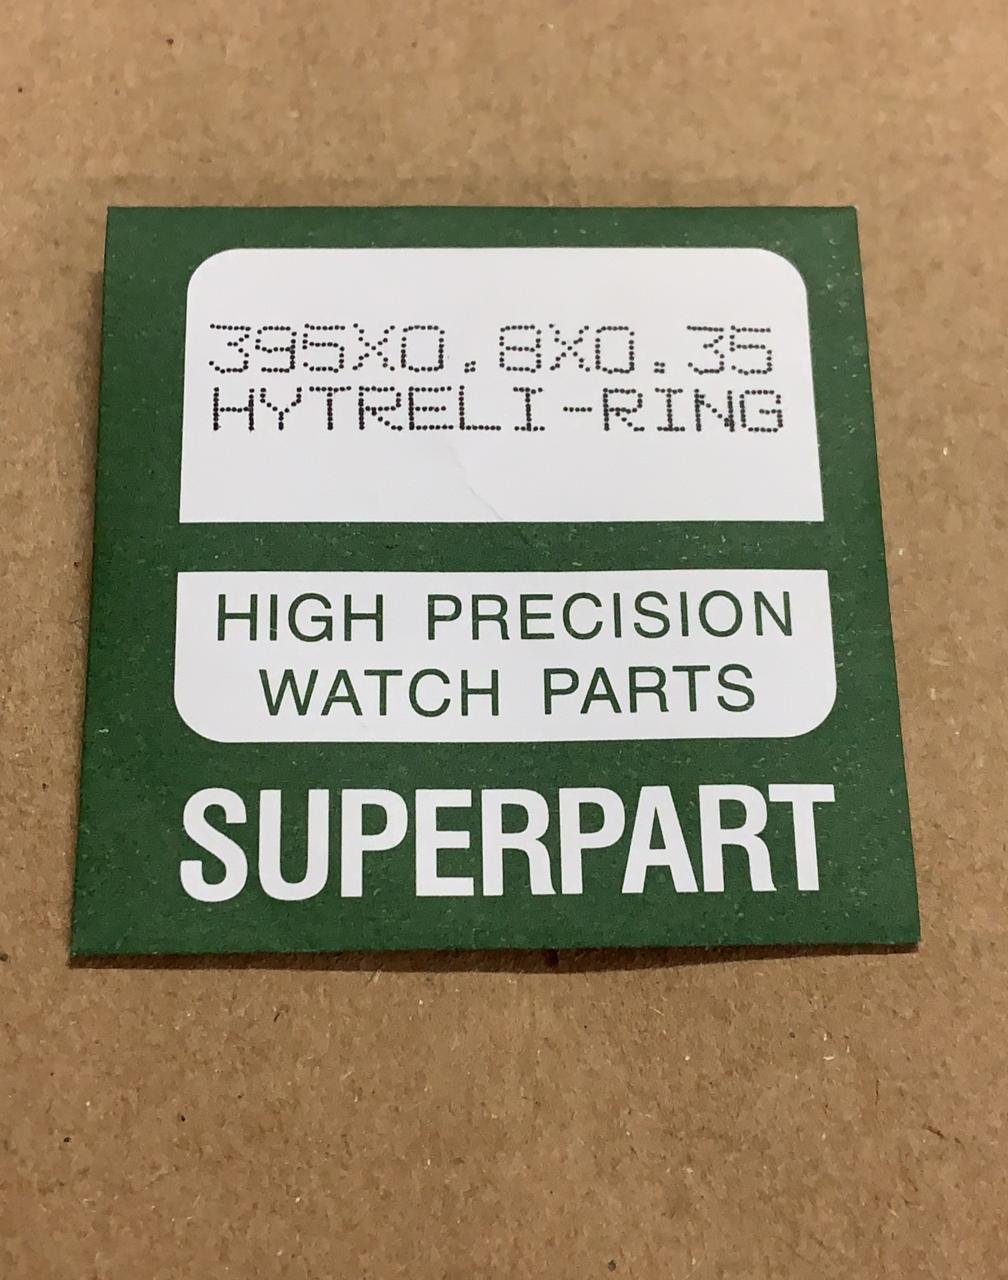 395X0.8X0.35
HYTRELI-RING
HIGH PRECISION
WATCH PARTS
SUPERPART